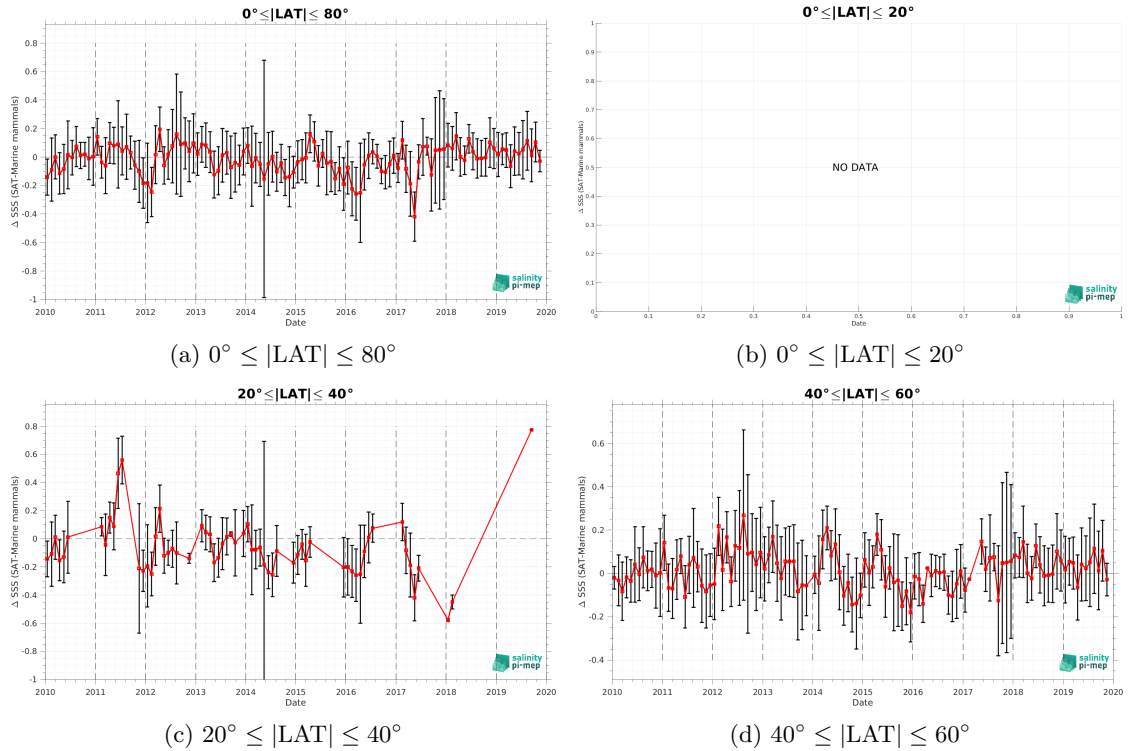 0°≤|LAT|≤ 80°
Δ SSS (SAT-Marine mammals)
0.8
0.6
0.4
0.2
0
-0.2
-0.4
-0.6
-0.8
-1
2010 2011 2012 2013 2014 2015 2016 2017 2018 2019 2020
Date
salinity
pi-mep
(a) 0° ≤ |LAT| ≤ 80°
0°≤|LAT|≤ 20°
Δ SSS (SAT-Marine mammals)
1
0.9
0.8
0.7
0.6
0.5
0.4
0.3
0.2
0.1
0
NO DATA
0 0.1 0.2 0.3 0.4 0.5 0.6 0.7 0.8 0.9 1
Date
salinity
pi-mep
(b) 0° ≤ |LAT| ≤ 20°
20°≤|LAT|≤ 40°
Δ SSS (SAT-Marine mammals)
0.8
0.6
0.4
0.2
0
-0.2
-0.4
-0.6
-0.8
-1
2010 2011 2012 2013 2014 2015 2016 2017 2018 2019 2020
Date
salinity
pi-mep
(c) 20° ≤ |LAT| ≤ 40°
40°≤|LAT|≤ 60°
Δ SSS (SAT-Marine mammals)
0.6
0.4
0.2
0
-0.2
-0.4
2010 2011 2012 2013 2014 2015 2016 2017 2018 2019 2020
Date
salinity
pi-mep
(d) 40° ≤ |LAT| ≤ 60°